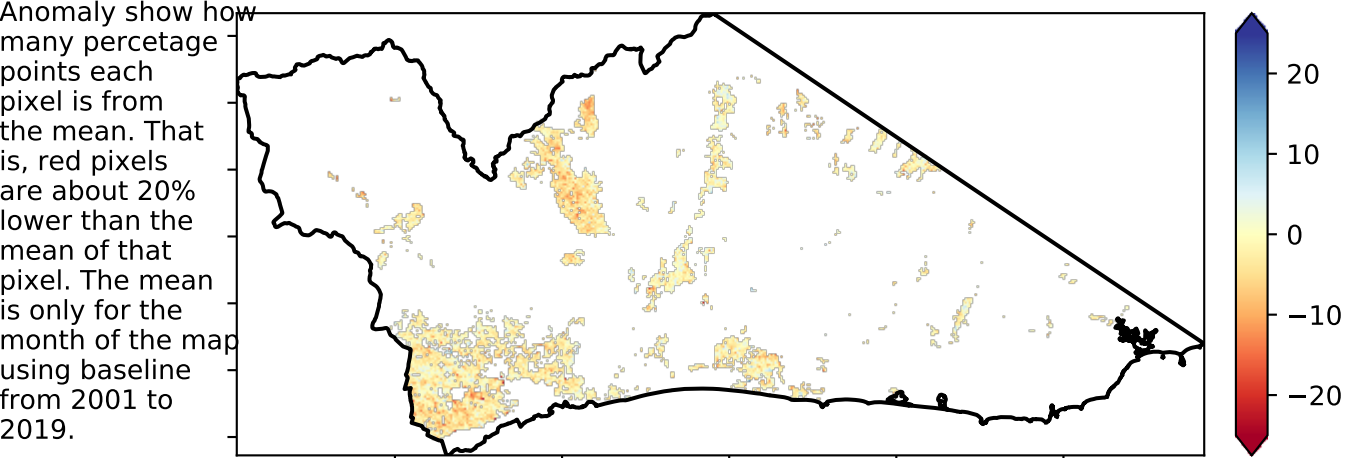 Anomaly show how
many percetage
points each
pixel is from
the mean. That
is, red pixels
are about 20%
lower than the
mean of that
pixel. The mean
is only for the
month of the map
using baseline
from 2001 to
2019.
20
10
0
−10
−20